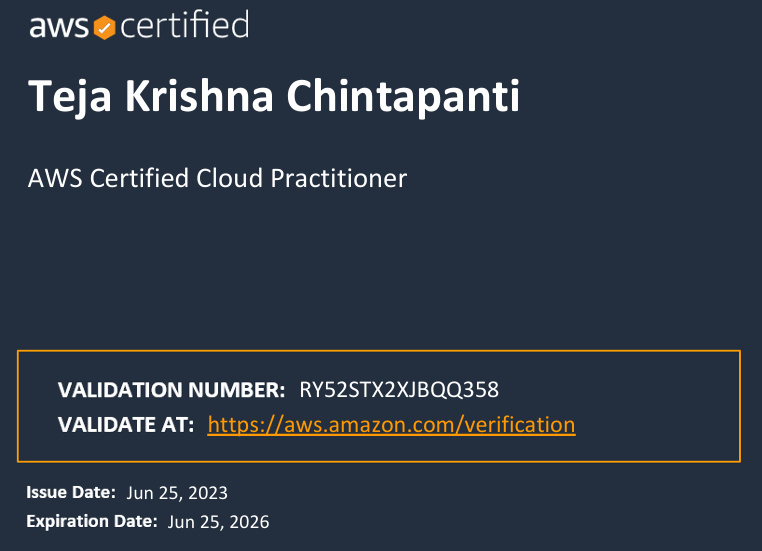 aws certified
Teja Krishna Chintapanti
AWS Certified Cloud Practitioner
VALIDATION NUMBER: RY52STX2XJBQQ358
VALIDATE AT: https://aws.amazon.com/verification
Issue Date: Jun 25, 2023
Expiration Date: Jun 25, 2026